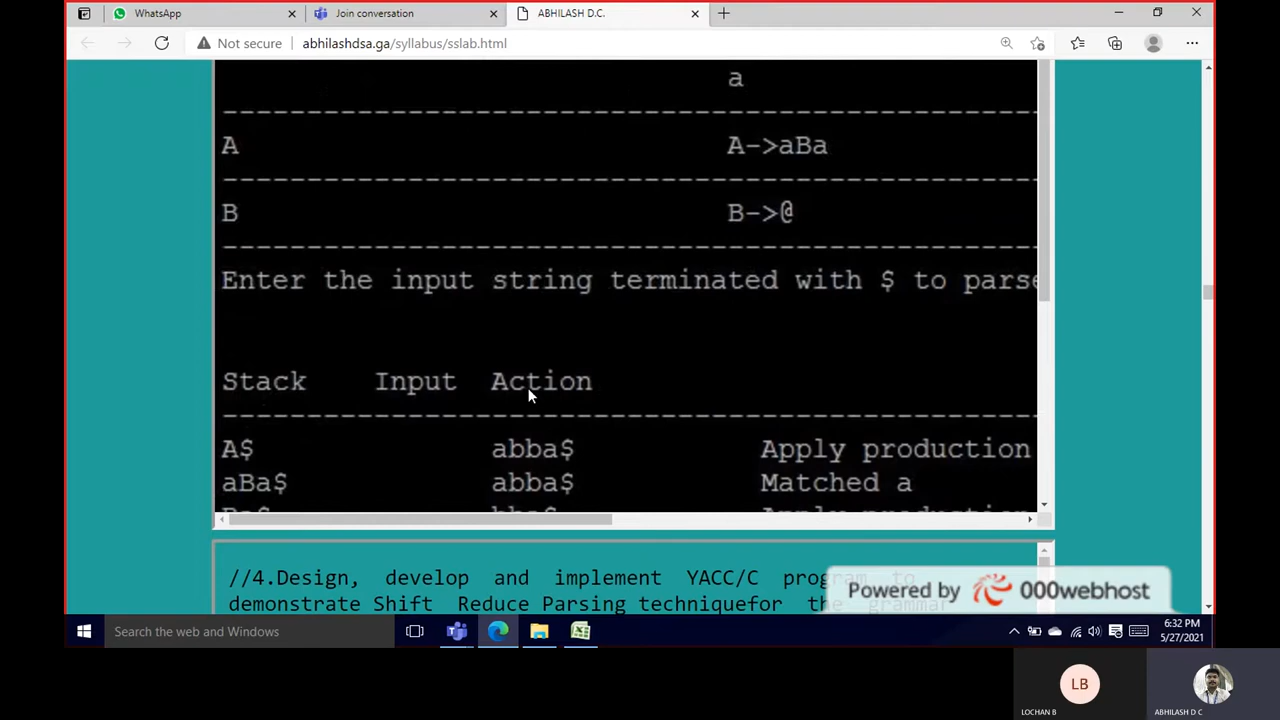 WhatsApp
Join conversation
ABHILASH D.C.
Not secure
abhilashdsa.ga/syllabus/sslab.html
a
--------------------------------------------------
A A->aBa
--------------------------------------------------
B B->@
--------------------------------------------------
Enter the input string terminated with $ to parse
Stack Input Action
--------------------------------------------------
A$ abba$ Apply production
aBa$ abba$ Matched a
//4.Design, develop and implement YACC/C program to
demonstrate Shift Reduce Parsing techniquefor the grammar
Powered by 000webhost
Search the web and Windows
6:32 PM
5/27/2021
LB
LOCHAN B
ABHILASH D C